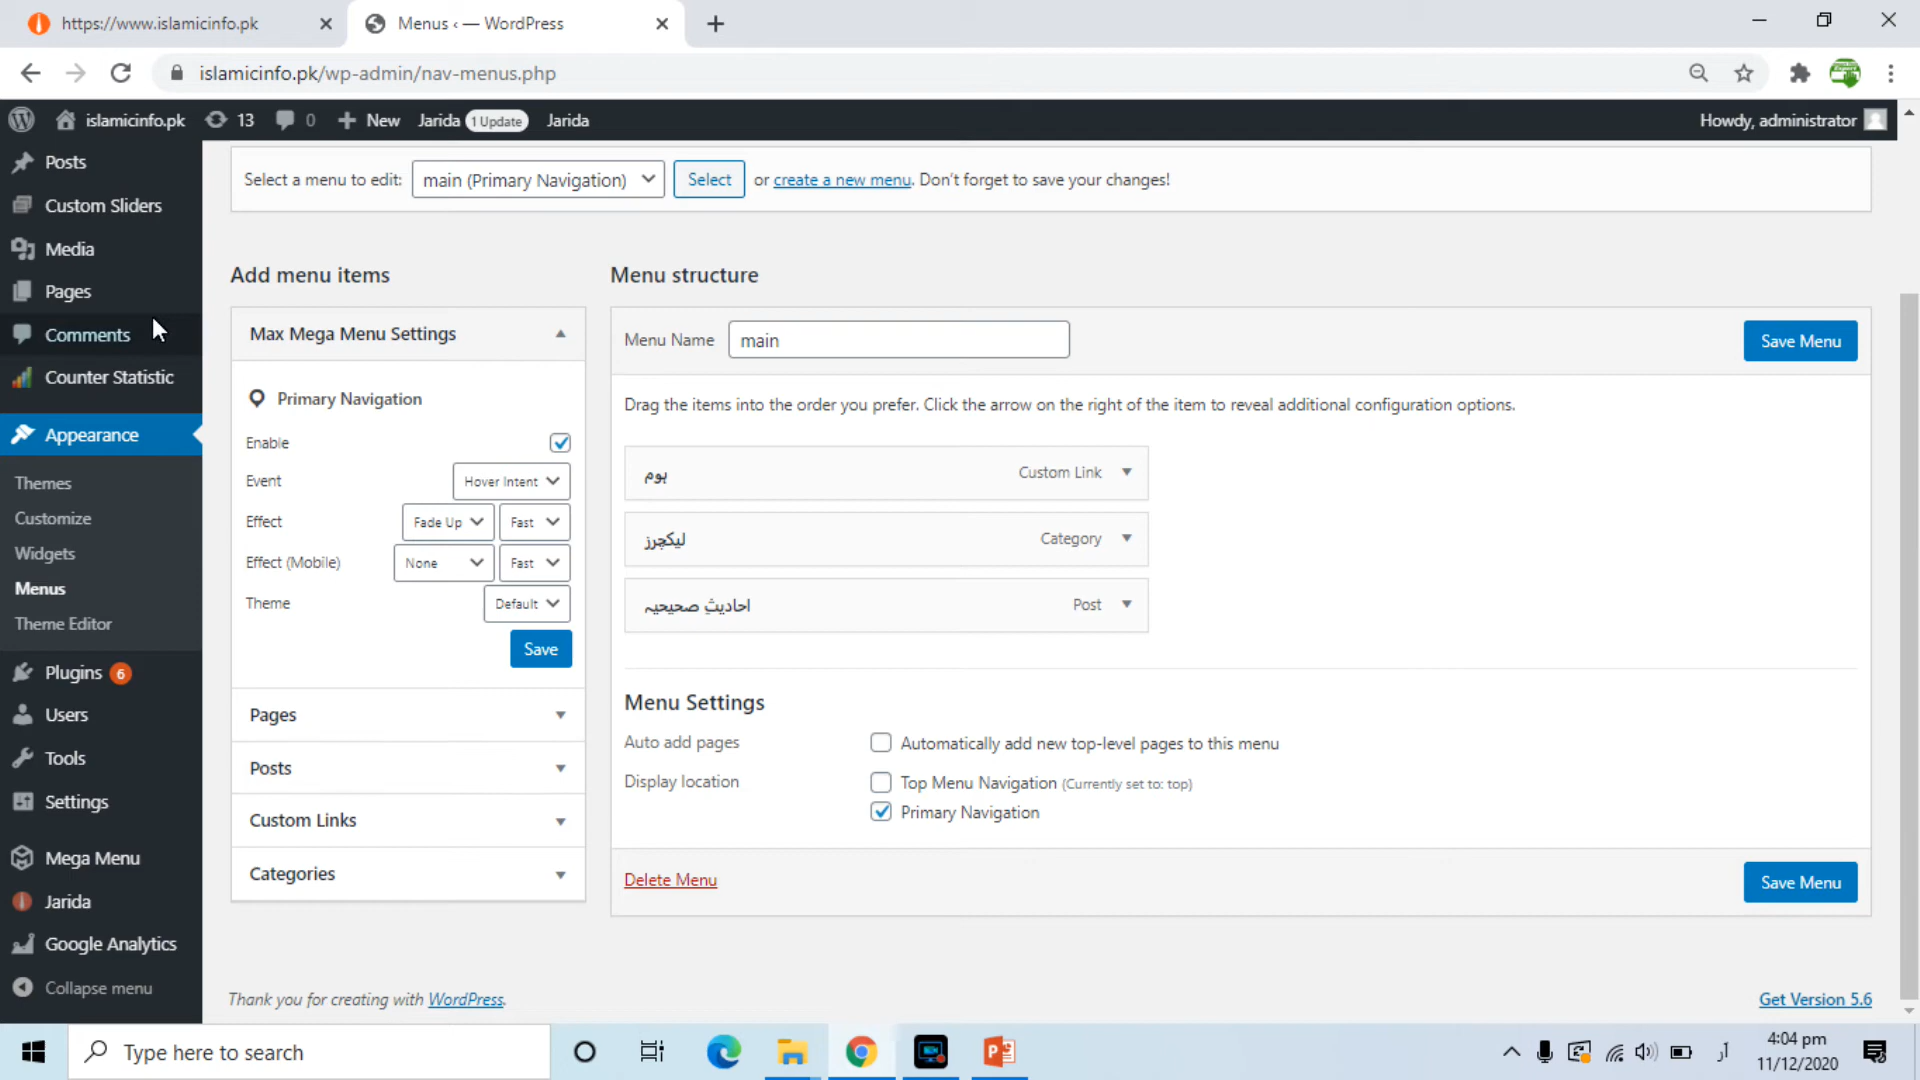 https://www.islamicinfo.pk
Menus ‹ — WordPress
islamicinfo.pk/wp-admin/nav-menus.php
islamicinfo.pk 13 0 New Jarida 1 Update Jarida Howdy, administrator
Posts
Custom Sliders
Media
Pages
Comments
Counter Statistic
Appearance
Themes
Customize
Widgets
Menus
Theme Editor
Plugins 6
Users
Tools
Settings
Mega Menu
Jarida
Google Analytics
Collapse menu
Select a menu to edit: main (Primary Navigation) Select or create a new menu. Don't forget to save your changes!
Add menu items
Max Mega Menu Settings
Primary Navigation
Enable
Event Hover Intent
Effect Fade Up Fast
Effect (Mobile) None Fast
Theme Default
Save
Pages
Posts
Custom Links
Categories
Menu structure
Menu Name main Save Menu
Drag the items into the order you prefer. Click the arrow on the right of the item to reveal additional configuration options.
ہوم Custom Link
لیکچرز Category
احادیثِ صحیحیہ Post
Menu Settings
Auto add pages Automatically add new top-level pages to this menu
Display location Top Menu Navigation (Currently set to: top)
Primary Navigation
Delete Menu Save Menu
Thank you for creating with WordPress. Get Version 5.6
Type here to search
4:04 pm
11/12/2020